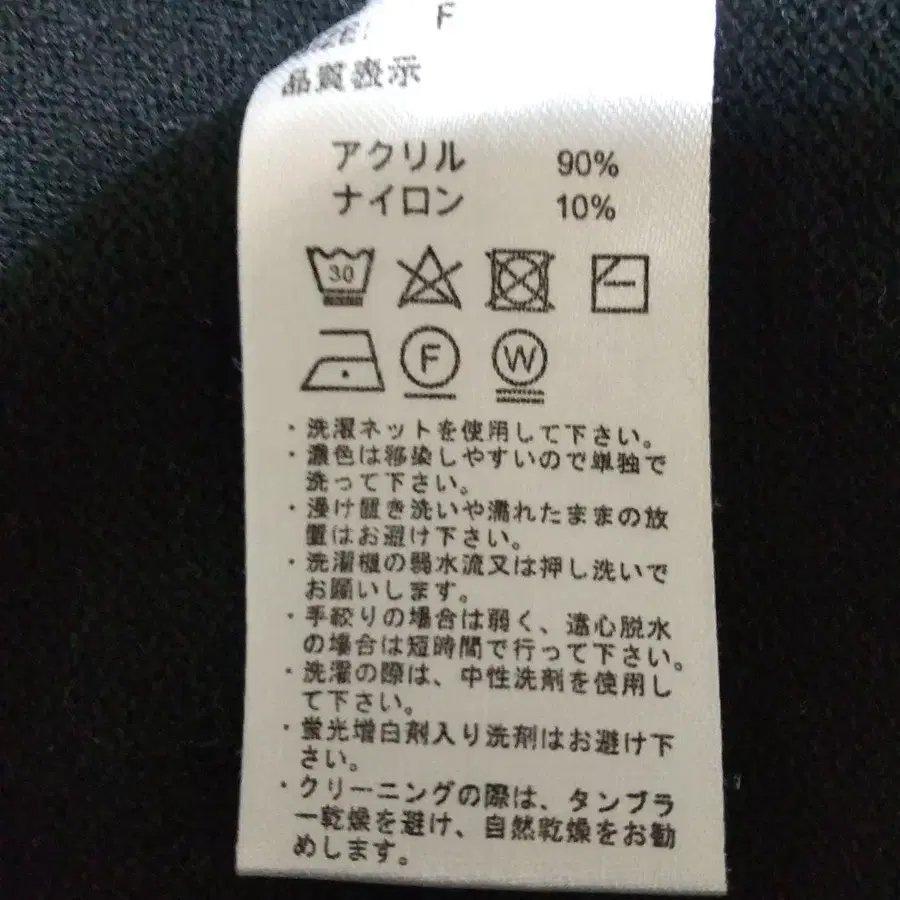 SIZE: F
品質表示
アクリル 90%
ナイロン 10%
30
F W
・洗濯ネットを使用して下さい。
・濃色は移染しやすいので単独で
洗って下さい。
・浸け置き洗いや濡れたままの放
置はお避け下さい。
・洗濯機の弱水流又は押し洗いで
お願いします。
・手絞りの場合は弱く、遠心脱水
の場合は短時間で行って下さい。
・洗濯の際は、中性洗剤を使用し
て下さい。
・蛍光増白剤入り洗剤はお避け下
さい。
・クリーニングの際は、タンブラ
ー乾燥を避け、自然乾燥をお勧
めします。